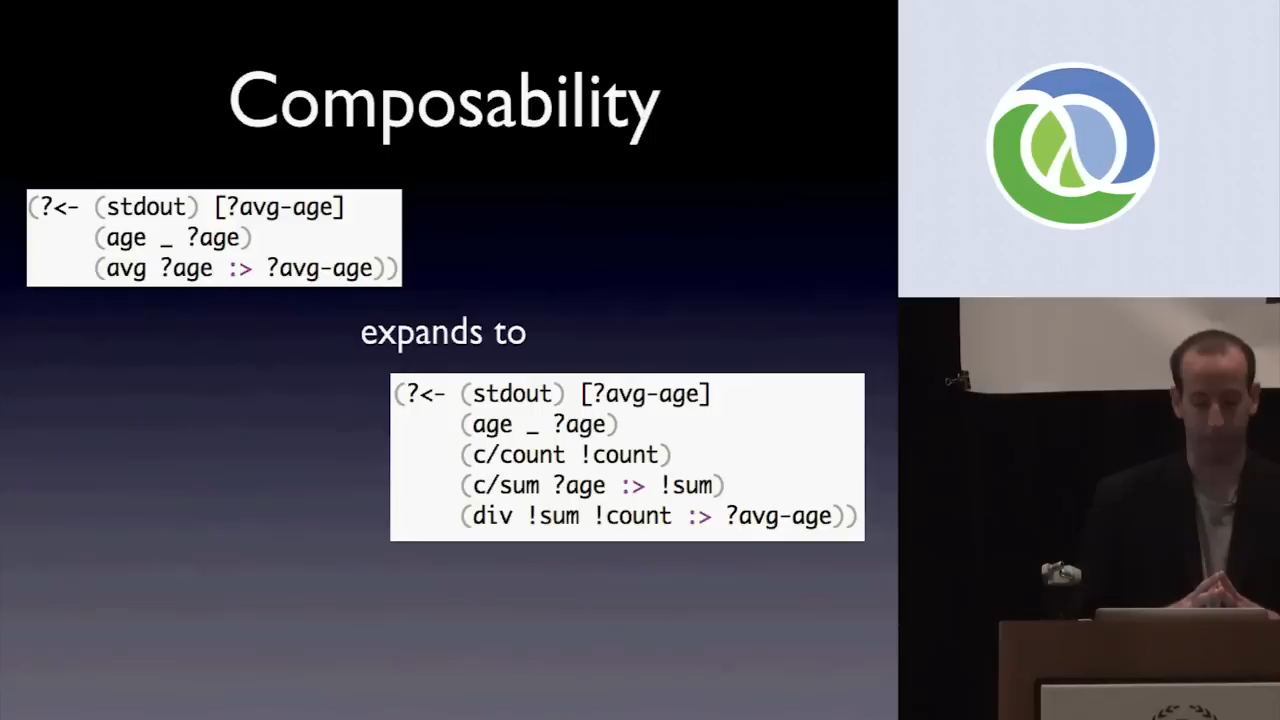 Composability
(?<- (stdout) [?avg-age]
(age _ ?age)
(avg ?age :> ?avg-age))
expands to
(?<- (stdout) [?avg-age]
(age _ ?age)
(c/count !count)
(c/sum ?age :> !sum)
(div !sum !count :> ?avg-age))